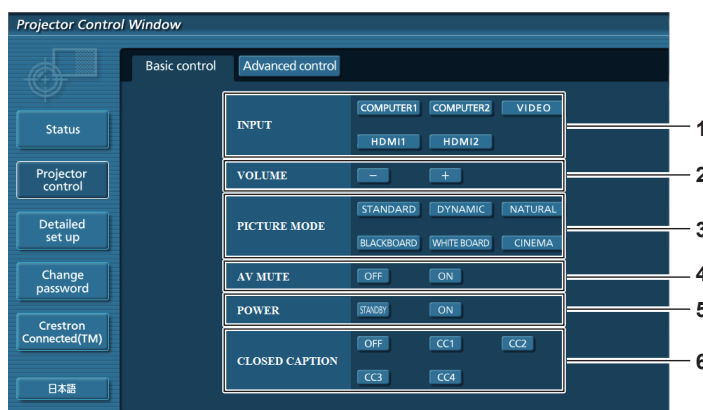 Projector Control Window
Basic control Advanced control
Status
Projector control
Detailed set up
Change password
Crestron Connected(TM)
日本語
INPUT COMPUTER1 COMPUTER2 VIDEO
HDMI1 HDMI2
1
VOLUME - +
2
PICTURE MODE STANDARD DYNAMIC NATURAL
BLACKBOARD WHITE BOARD CINEMA
3
AV MUTE OFF ON
4
POWER STANDBY ON
5
CLOSED CAPTION OFF CC1 CC2
CC3 CC4
6